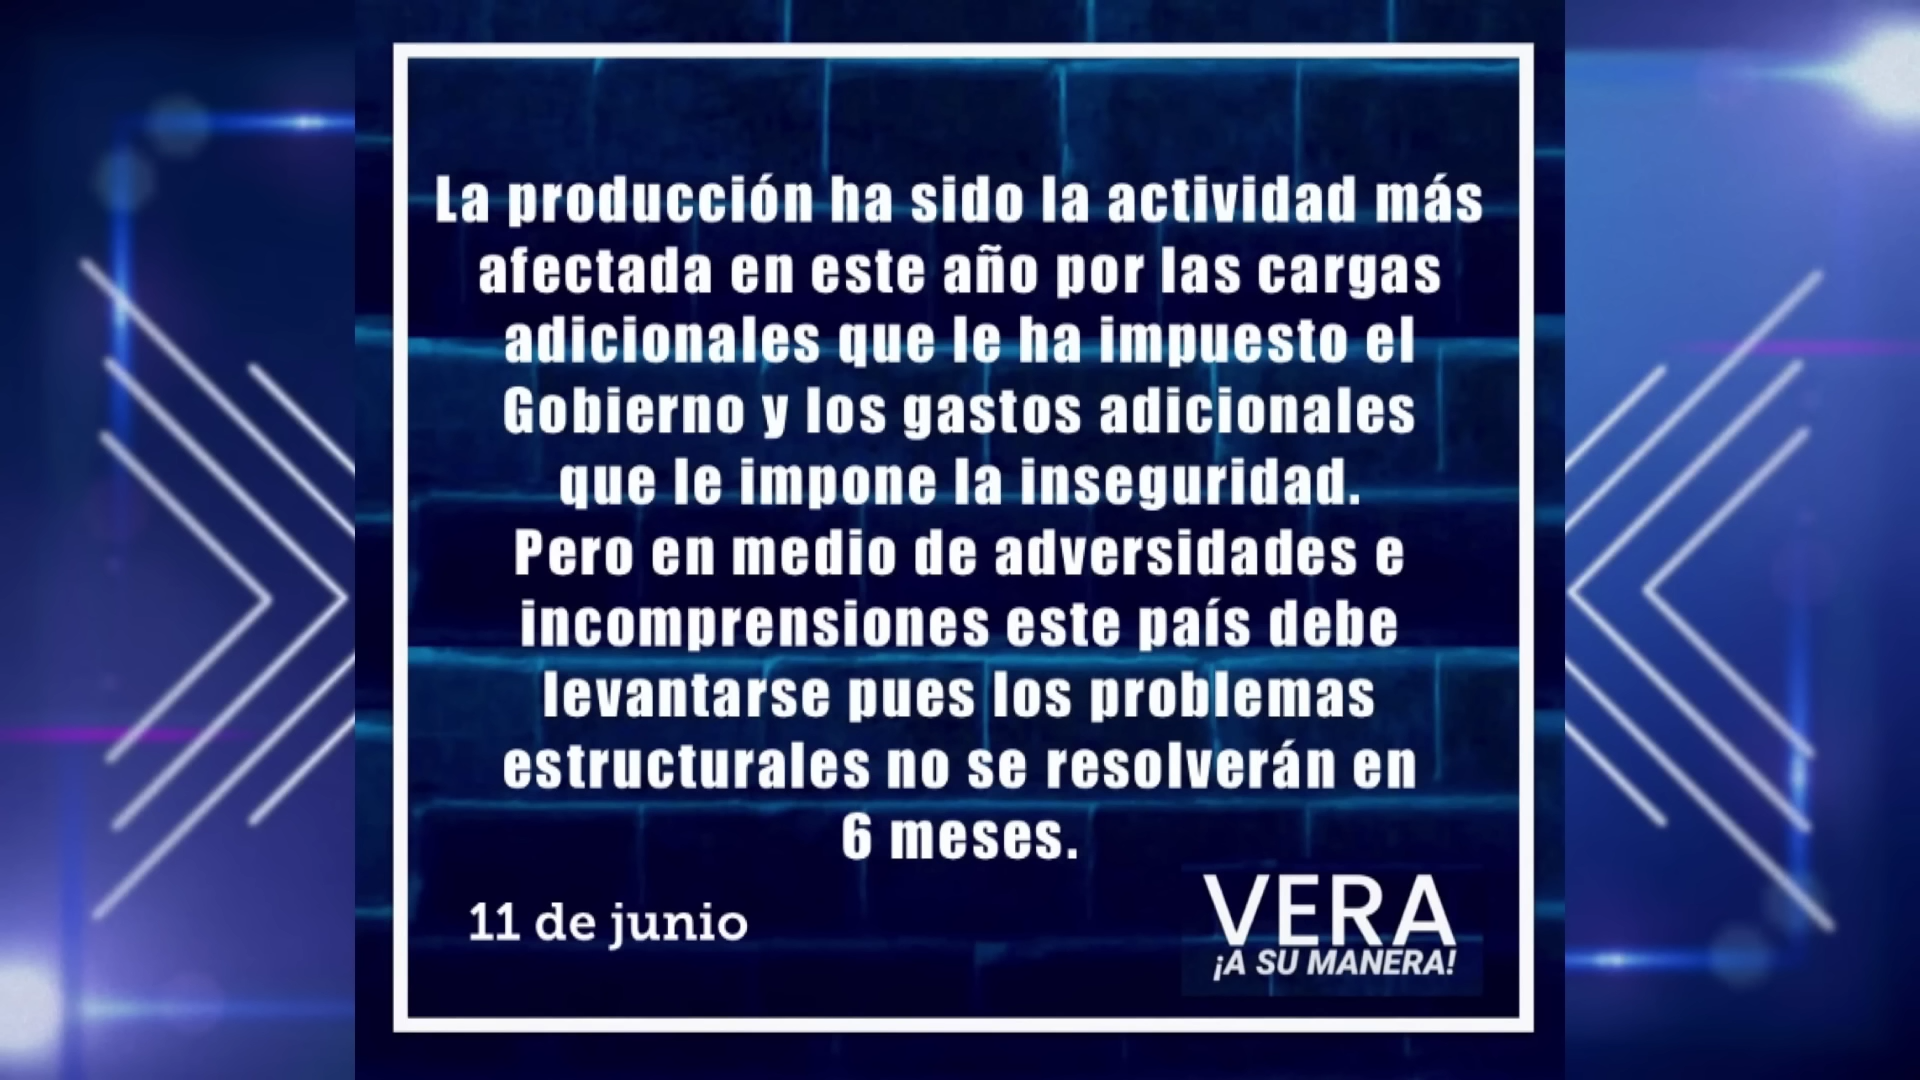 La producción ha sido la actividad más
afectada en este año por las cargas
adicionales que le ha impuesto el
Gobierno y los gastos adicionales
que le impone la inseguridad.
Pero en medio de adversidades e
incomprensiones este país debe
levantarse pues los problemas
estructurales no se resolverán en
6 meses.
11 de junio
VERA
¡A SU MANERA!